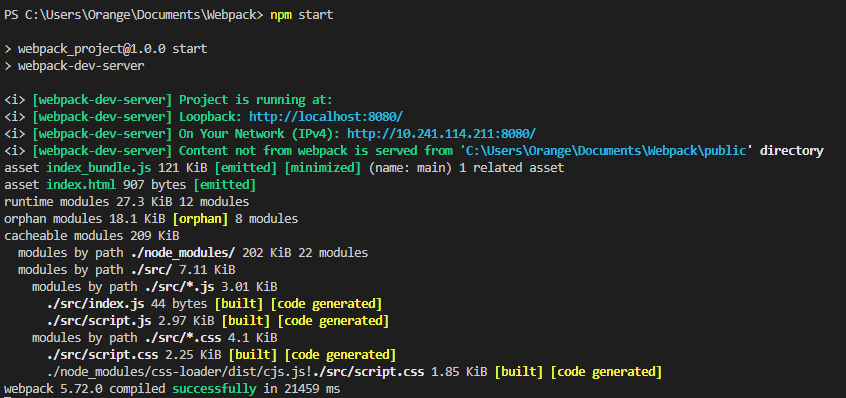 PS C:\Users\Orange\Documents\Webpack> npm start
> webpack_project@1.0.0 start
> webpack-dev-server
<i> [webpack-dev-server] Project is running at:
<i> [webpack-dev-server] Loopback: http://localhost:8080/
<i> [webpack-dev-server] On Your Network (IPv4): http://10.241.114.211:8080/
<i> [webpack-dev-server] Content not from webpack is served from 'C:\Users\Orange\Documents\Webpack\public' directory
asset index_bundle.js 121 KiB [emitted] [minimized] (name: main) 1 related asset
asset index.html 907 bytes [emitted]
runtime modules 27.3 KiB 12 modules
orphan modules 18.1 KiB [orphan] 8 modules
cacheable modules 209 KiB
  modules by path ./node_modules/ 202 KiB 22 modules
  modules by path ./src/ 7.11 KiB
    modules by path ./src/*.js 3.01 KiB
      ./src/index.js 44 bytes [built] [code generated]
      ./src/script.js 2.97 KiB [built] [code generated]
    modules by path ./src/*.css 4.1 KiB
      ./src/script.css 2.25 KiB [built] [code generated]
      ./node_modules/css-loader/dist/cjs.js!./src/script.css 1.85 KiB [built] [code generated]
webpack 5.72.0 compiled successfully in 21459 ms